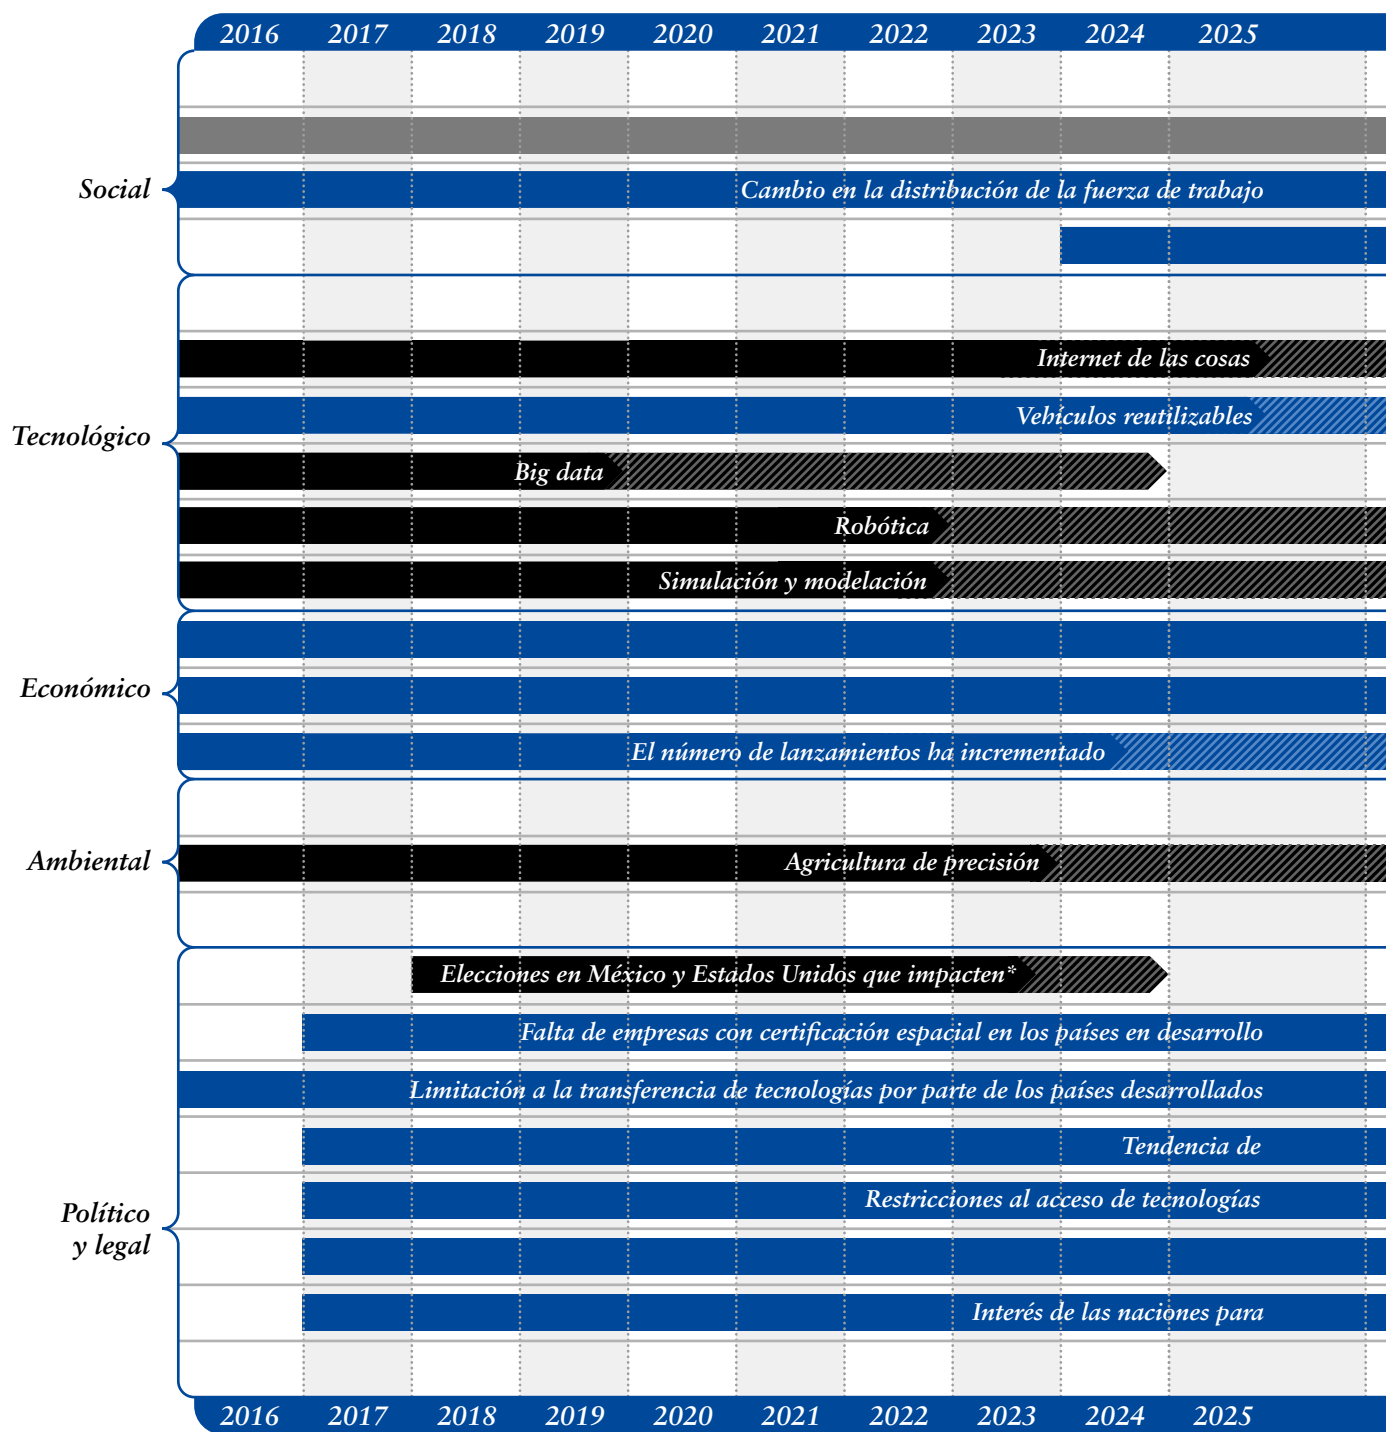 2016 2017 2018 2019 2020 2021 2022 2023 2024 2025
Social
Cambio en la distribución de la fuerza de trabajo
Tecnológico
Internet de las cosas
Vehículos reutilizables
Big data
Robótica
Simulación y modelación
Económico
El número de lanzamientos ha incrementado
Ambiental
Agricultura de precisión
Político
y legal
Elecciones en México y Estados Unidos que impacten*
Falta de empresas con certificación espacial en los países en desarrollo
Limitación a la transferencia de tecnologías por parte de los países desarrollados
Tendencia de
Restricciones al acceso de tecnologías
Interés de las naciones para
2016 2017 2018 2019 2020 2021 2022 2023 2024 2025